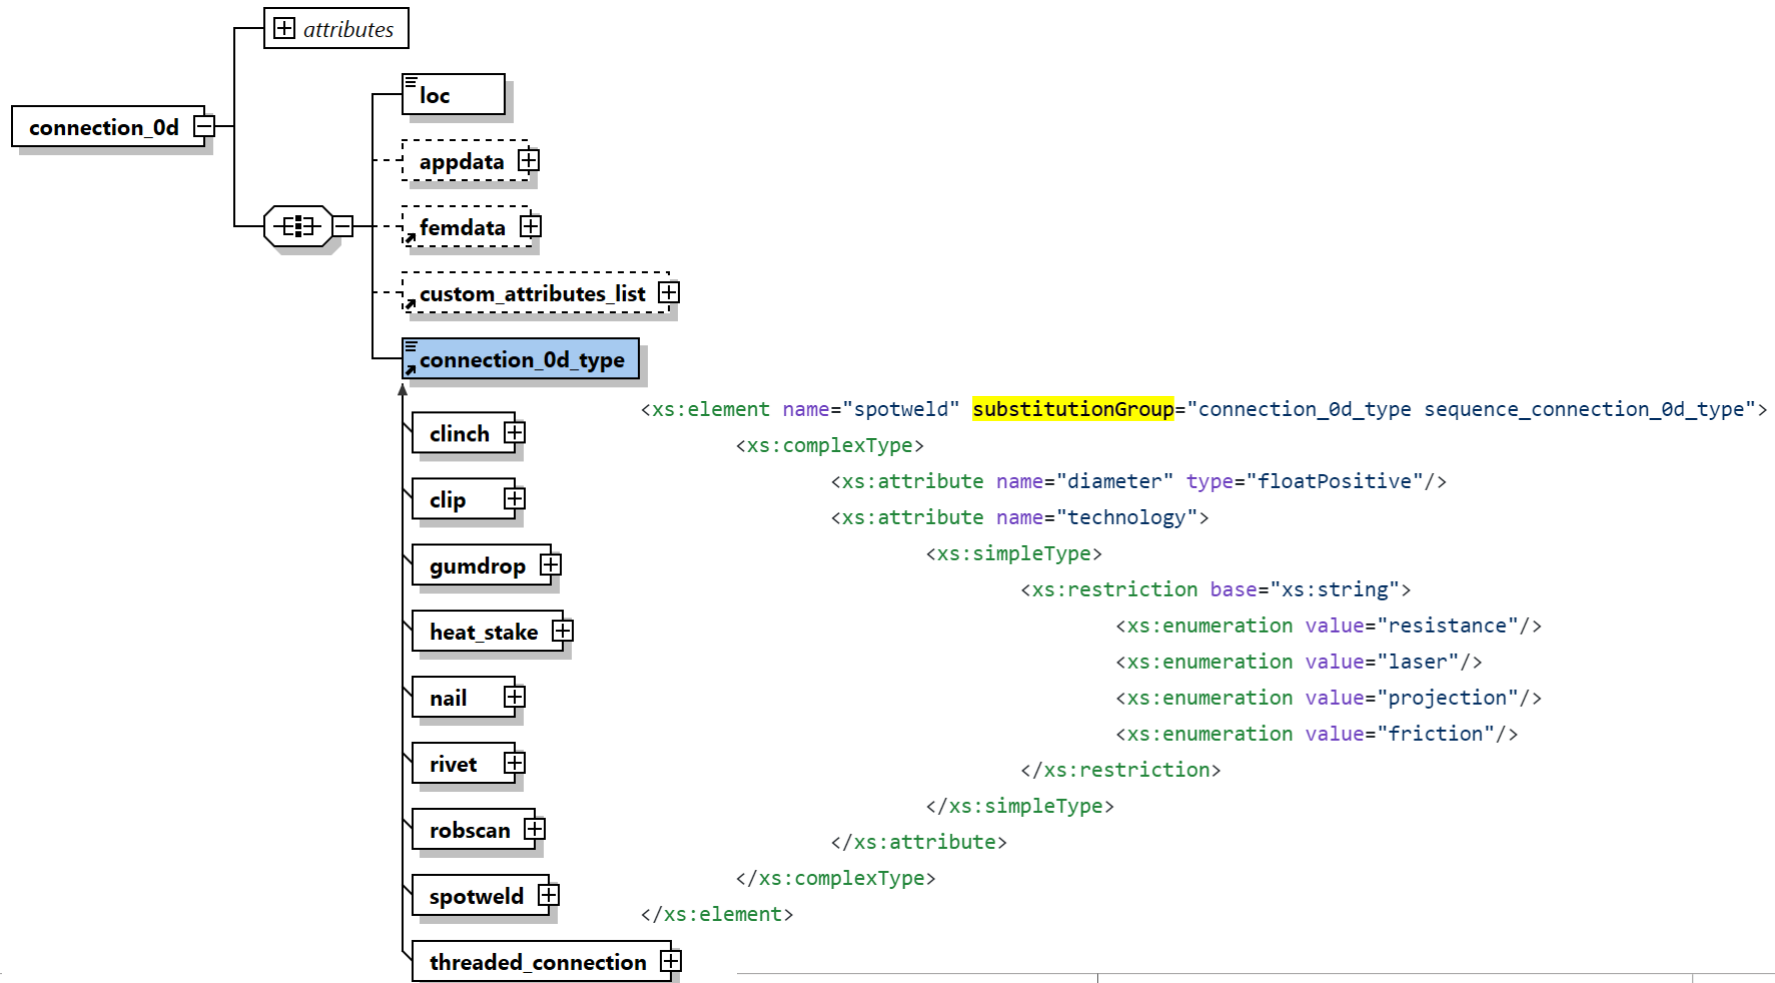 attributes
loc
connection_0d
appdata
femdata
custom_attributes_list
connection_0d_type
<xs:element name="spotweld" substitutionGroup="connection_0d_type sequence_connection_0d_type">
clinch
<xs:complexType>
<xs:attribute name="diameter" type="floatPositive"/>
clip
<xs:attribute name="technology">
<xs:simpleType>
gumdrop
<xs:restriction base="xs:string">
<xs:enumeration value="resistance"/>
heat_stake
<xs:enumeration value="laser"/>
<xs:enumeration value="projection"/>
nail
<xs:enumeration value="friction"/>
</xs:restriction>
rivet
</xs:simpleType>
robscan
</xs:attribute>
</xs:complexType>
spotweld
</xs:element>
threaded_connection